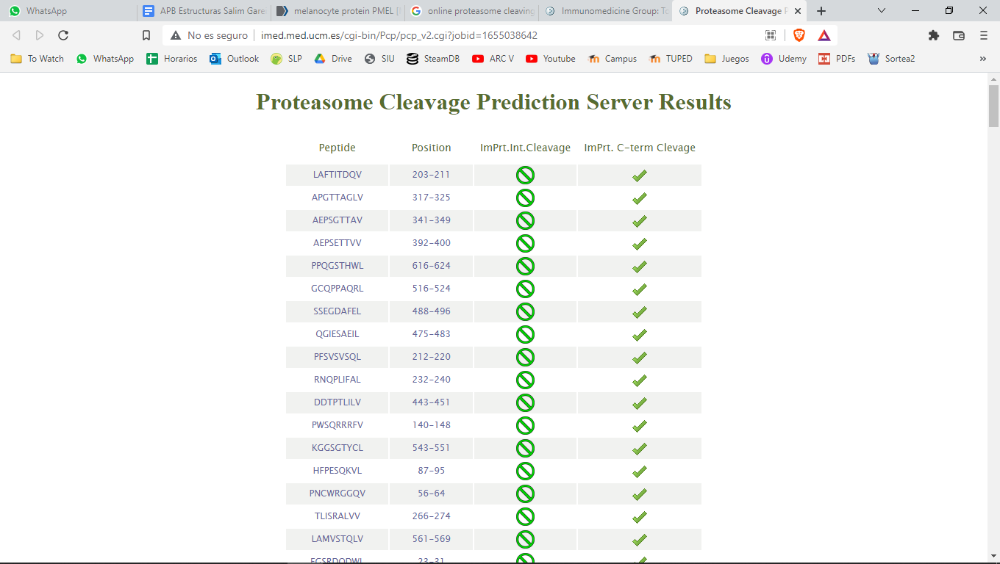 WhatsApp
APB Estructuras Salim Gare
melanocyte protein PMEL [
online proteasome cleaving
Immunomedicine Group: To
Proteasome Cleavage P
No es seguro imed.med.ucm.es/cgi-bin/Pcp/pcp_v2.cgi?jobid=1655038642
To Watch WhatsApp Horarios Outlook SLP Drive SIU SteamDB ARC V Youtube Campus TUPED Juegos Udemy PDFs Sortea2 »
Proteasome Cleavage Prediction Server Results
Peptide Position ImPrt.Int.Cleavage ImPrt. C-term Clevage
LAFTITDQV 203-211
APGTTAGLV 317-325
AEPSGTTAV 341-349
AEPSETTVV 392-400
PPQGSTHWL 616-624
GCQPPAQRL 516-524
SSEGDAFEL 488-496
QGIESAEIL 475-483
PFSVSVSQL 212-220
RNQPLIFAL 232-240
DDTPTLILV 443-451
PWSQRRRFV 140-148
KGGSGTYCL 543-551
HFPESQKVL 87-95
PNCWRGGQV 56-64
TLISRALVV 266-274
LAMVSTQLV 561-569
EGSRDQDWL 23-31